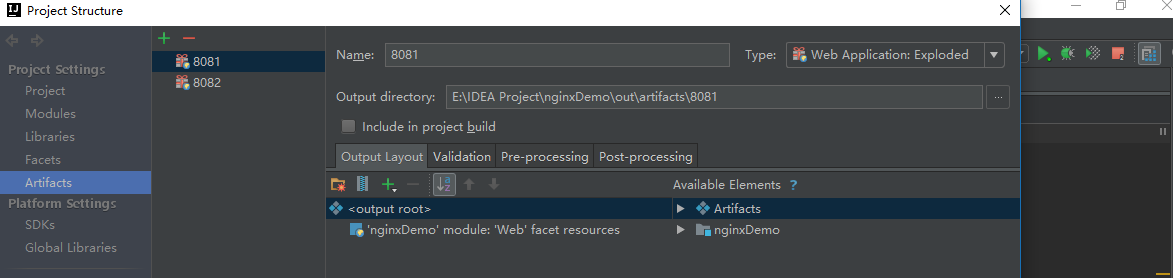 Project Structure
Project Settings
Project
Modules
Libraries
Facets
Artifacts
Platform Settings
SDKs
Global Libraries
8081
8082
Name: 8081 Type: Web Application: Exploded
Output directory: E:\IDEA Project\nginxDemo\out\artifacts\8081 ...
Include in project build
Output Layout Validation Pre-processing Post-processing
Available Elements ?
<output root> Artifacts
'nginxDemo' module: 'Web' facet resources nginxDemo